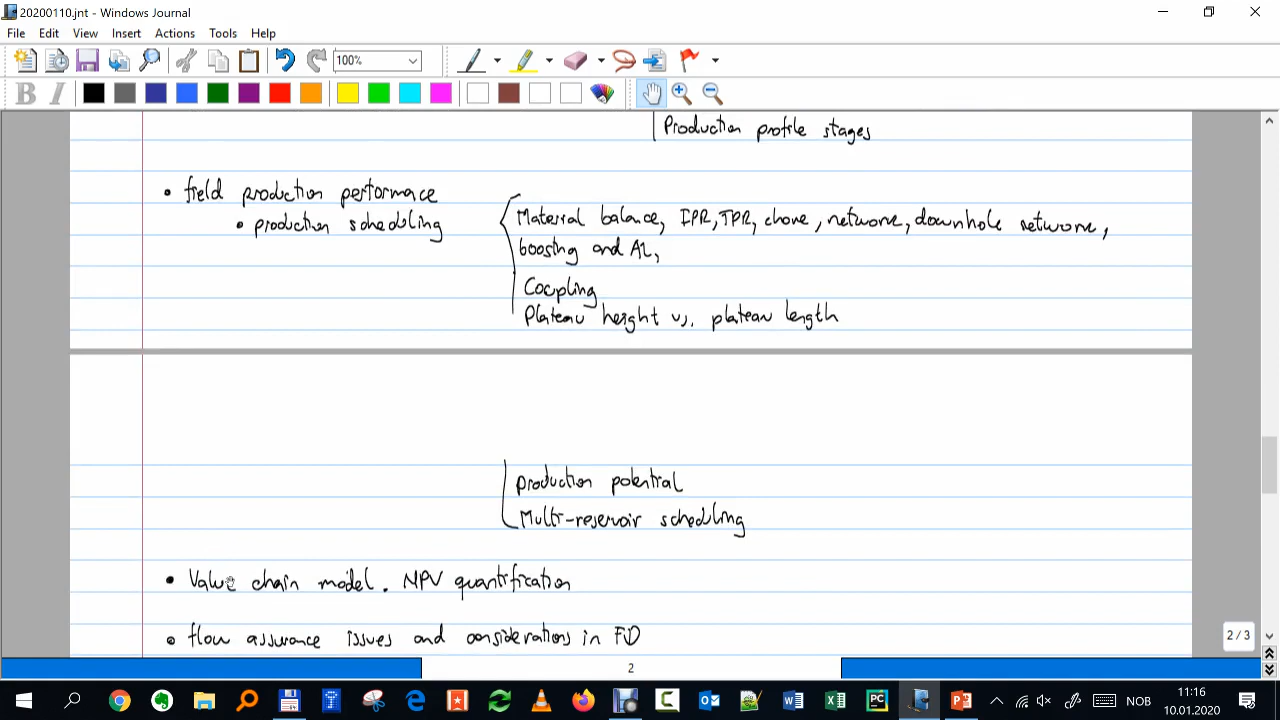 20200110.jnt - Windows Journal
File Edit View Insert Actions Tools Help
100%
B I
Production profile stages
• field production performance
• production scheduling
Material balance, IPR, TPR, choke, network, downhole network,
boosting and AL,
Coupling
Plateau height vs. plateau length
production potential
Multi-reservoir scheduling
• Value chain model. NPV quantification
• flow assurance issues and considerations in FD
2 / 3
2
NOB
11:16
10.01.2020